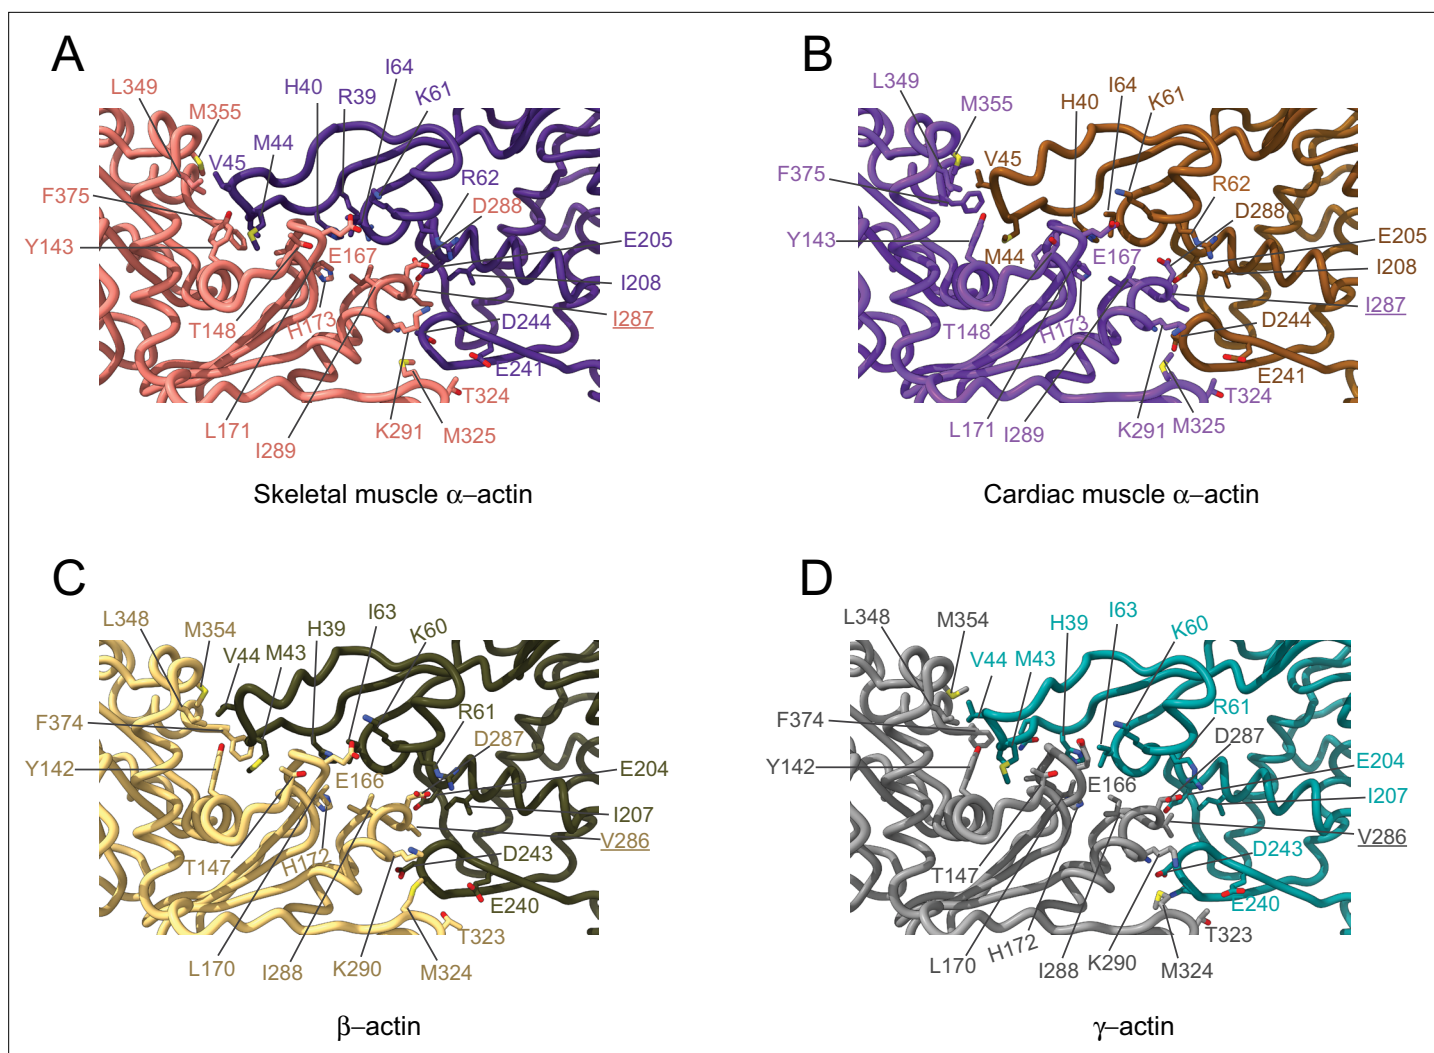 A
I64
L349
H40
R39
K61
M355
M44
V45
F375
R62
D288
Y143
E167
E205
I208
T148
H173
D244
I287
E241
T324
L171
I289
K291
M325
Skeletal muscle α–actin
B
L349
I64
M355
H40
K61
V45
F375
R62
D288
Y143
M44
E167
E205
I208
T148
H173
D244
I287
E241
T324
L171
I289
K291
M325
Cardiac muscle α–actin
C
L348
M354
H39
I63
K60
V44
M43
F374
R61
D287
Y142
E166
E204
I207
T147
H172
D243
V286
E240
T323
L170
I288
K290
M324
β–actin
D
L348
M354
H39
I63
K60
V44
M43
F374
R61
D287
Y142
E166
E204
I207
T147
D243
V286
E240
T323
L170
H172
I288
K290
M324
γ–actin